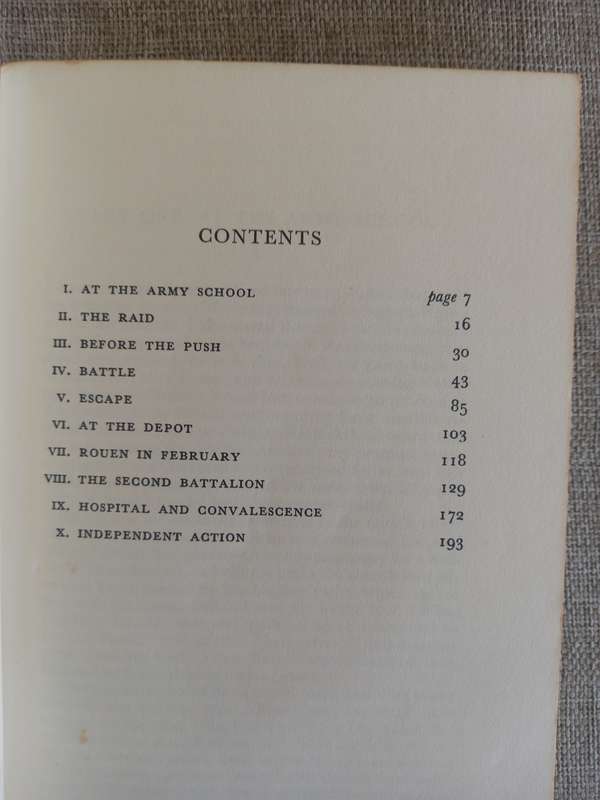 CONTENTS
I. AT THE ARMY SCHOOL page 7
II. THE RAID 16
III. BEFORE THE PUSH 30
IV. BATTLE 43
V. ESCAPE 85
VI. AT THE DEPOT 103
VII. ROUEN IN FEBRUARY 118
VIII. THE SECOND BATTALION 129
IX. HOSPITAL AND CONVALESCENCE 172
X. INDEPENDENT ACTION 193